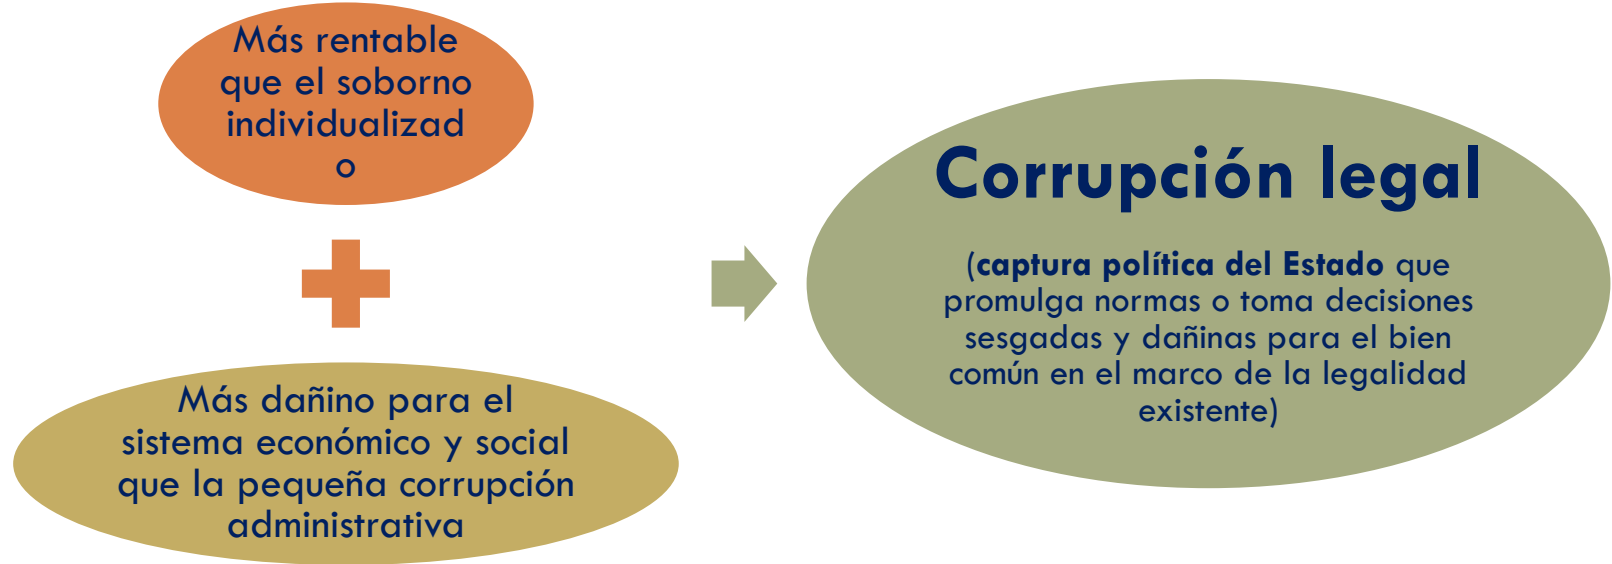 Más rentable
que el soborno
individualizad
o
Más dañino para el
sistema económico y social
que la pequeña corrupción
administrativa
Corrupción legal
(captura política del Estado que
promulga normas o toma decisiones
sesgadas y dañinas para el bien
común en el marco de la legalidad
existente)